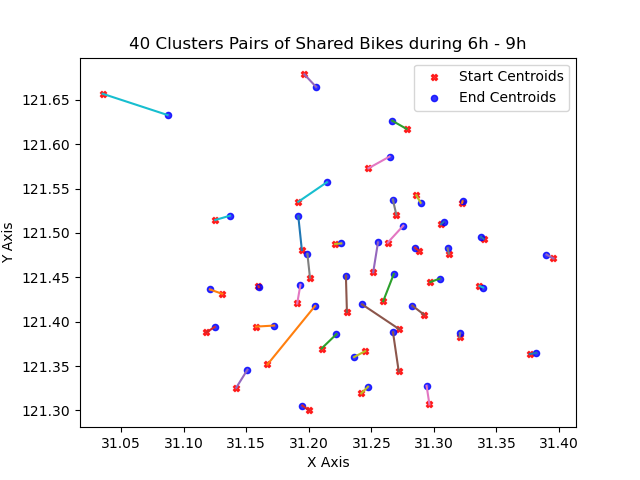 40 Clusters Pairs of Shared Bikes during 6h - 9h
Start Centroids
End Centroids
121.65
121.60
121.55
121.50
121.45
121.40
121.35
121.30
Y Axis
31.05 31.10 31.15 31.20 31.25 31.30 31.35 31.40
X Axis